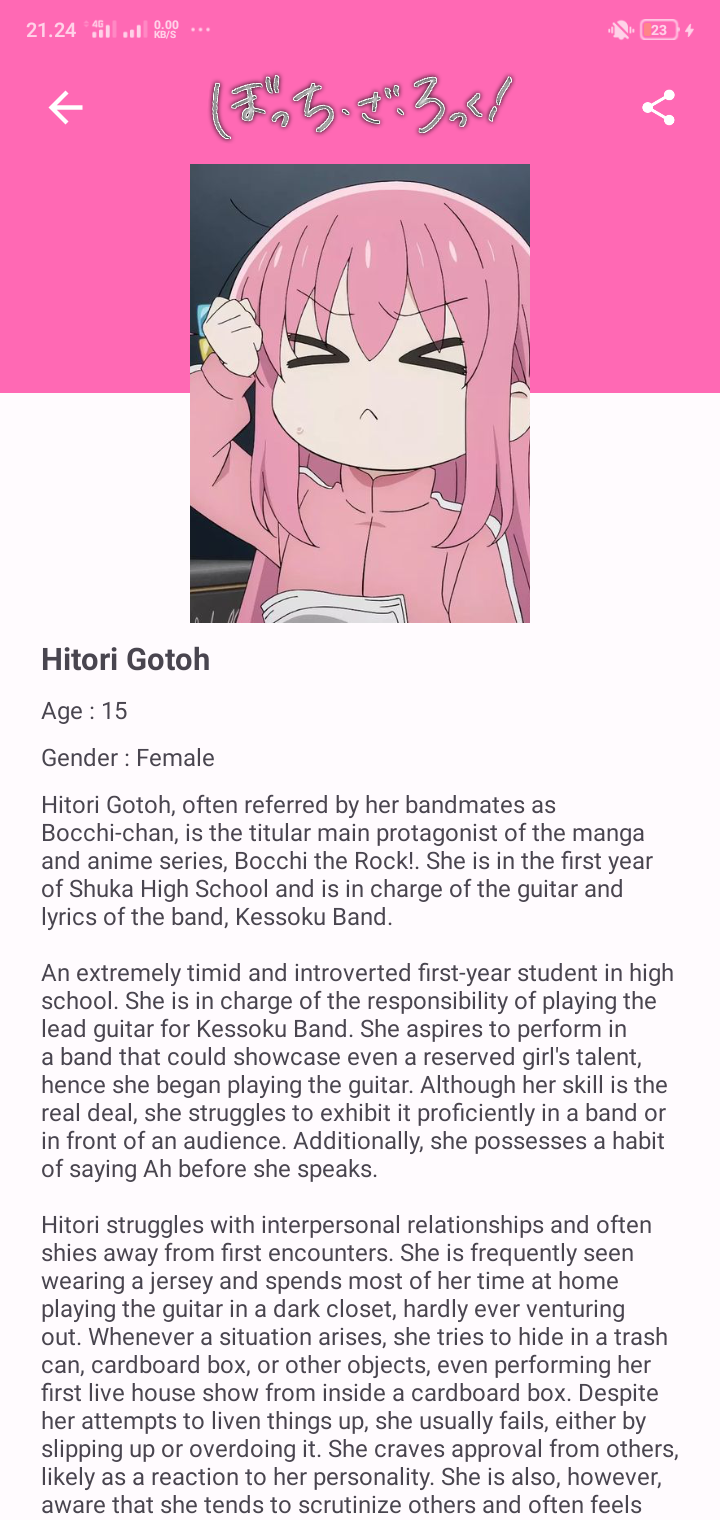 21.24 4G 0.00 KB/S ... 23
ぼっち・ざ・ろっく!
Hitori Gotoh
Age : 15
Gender : Female
Hitori Gotoh, often referred by her bandmates as
Bocchi-chan, is the titular main protagonist of the manga
and anime series, Bocchi the Rock!. She is in the first year
of Shuka High School and is in charge of the guitar and
lyrics of the band, Kessoku Band.
An extremely timid and introverted first-year student in high
school. She is in charge of the responsibility of playing the
lead guitar for Kessoku Band. She aspires to perform in
a band that could showcase even a reserved girl's talent,
hence she began playing the guitar. Although her skill is the
real deal, she struggles to exhibit it proficiently in a band or
in front of an audience. Additionally, she possesses a habit
of saying Ah before she speaks.
Hitori struggles with interpersonal relationships and often
shies away from first encounters. She is frequently seen
wearing a jersey and spends most of her time at home
playing the guitar in a dark closet, hardly ever venturing
out. Whenever a situation arises, she tries to hide in a trash
can, cardboard box, or other objects, even performing her
first live house show from inside a cardboard box. Despite
her attempts to liven things up, she usually fails, either by
slipping up or overdoing it. She craves approval from others,
likely as a reaction to her personality. She is also, however,
aware that she tends to scrutinize others and often feels